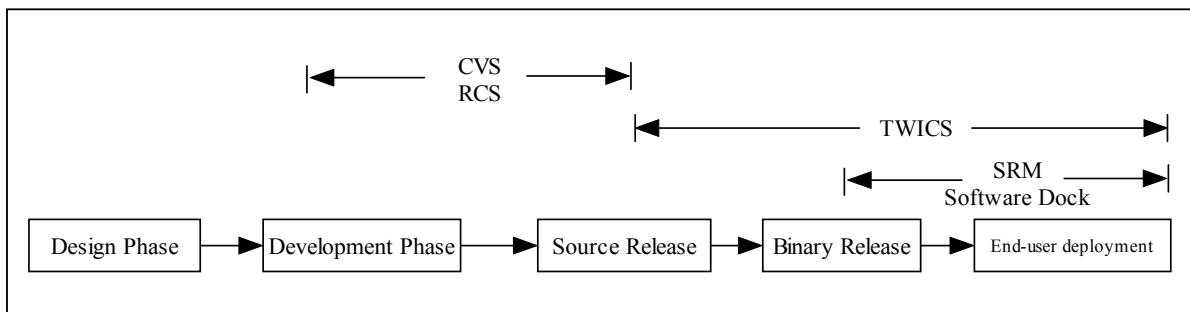 CVS
RCS
TWICS
SRM
Software Dock
Design Phase
Development Phase
Source Release
Binary Release
End-user deployment